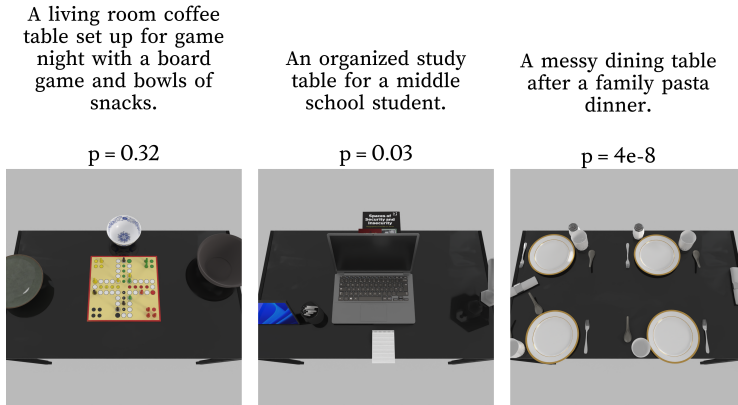 A living room coffee
table set up for game
night with a board
game and bowls of
snacks.
p = 0.32
An organized study
table for a middle
school student.
p = 0.03
Spaces of
Security and
Insecurity
A messy dining table
after a family pasta
dinner.
p = 4e-8